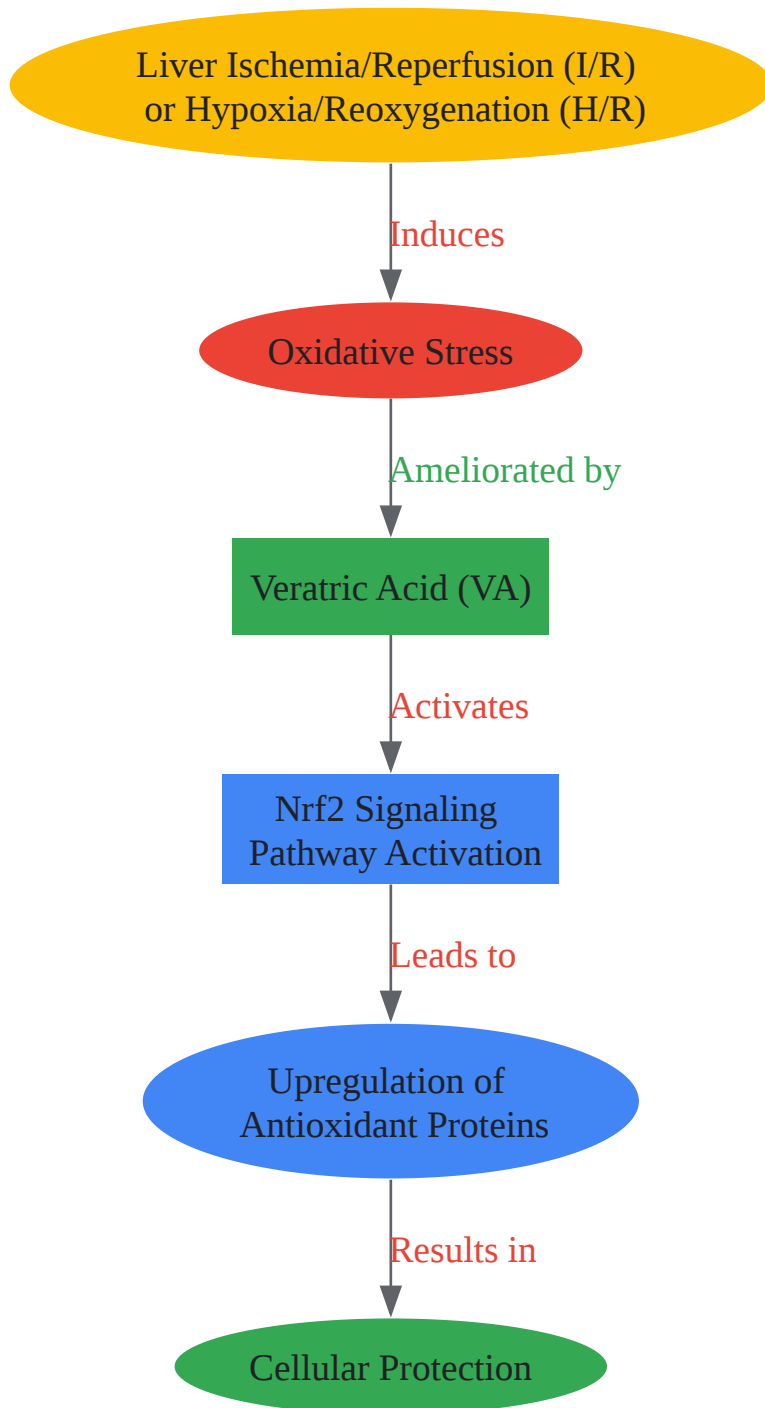 Liver Ischemia/Reperfusion (I/R)
or Hypoxia/Reoxygenation (H/R)
Induces
Oxidative Stress
Ameliorated by
Veratric Acid (VA)
Activates
Nrf2 Signaling
Pathway Activation
Leads to
Upregulation of
Antioxidant Proteins
Results in
Cellular Protection